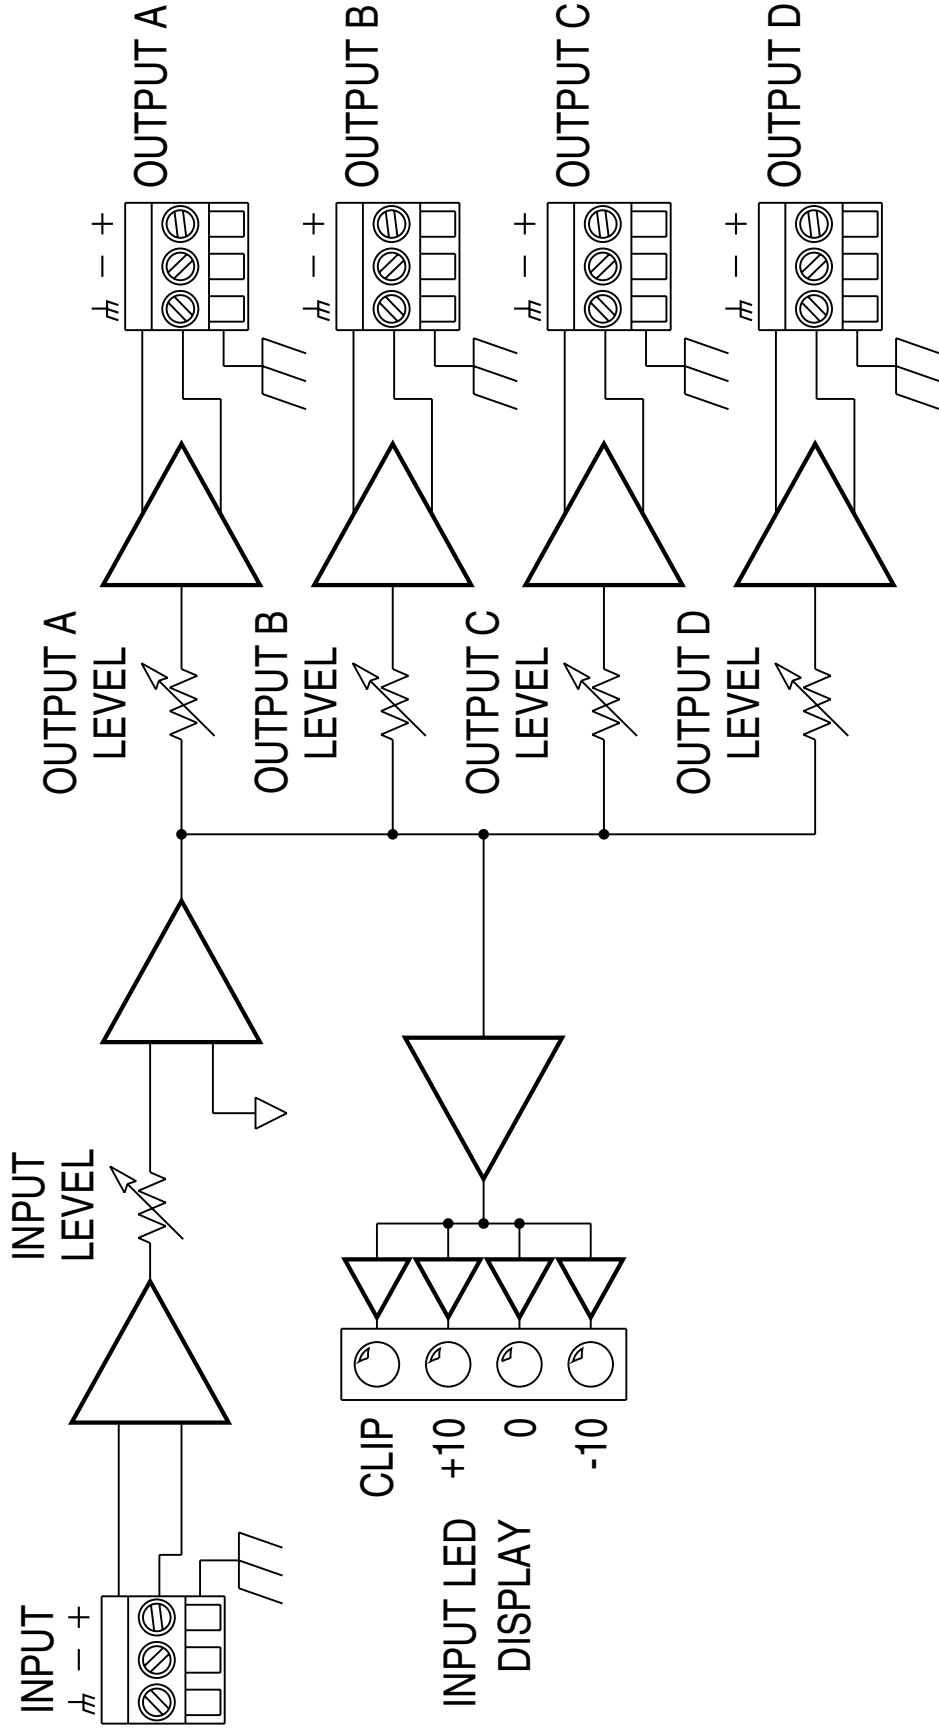 INPUT
− +
INPUT
LEVEL
OUTPUT A
LEVEL
− +
OUTPUT A
OUTPUT B
LEVEL
− +
OUTPUT B
OUTPUT C
LEVEL
− +
OUTPUT C
OUTPUT D
LEVEL
− +
OUTPUT D
INPUT LED
DISPLAY
CLIP
+10
0
-10